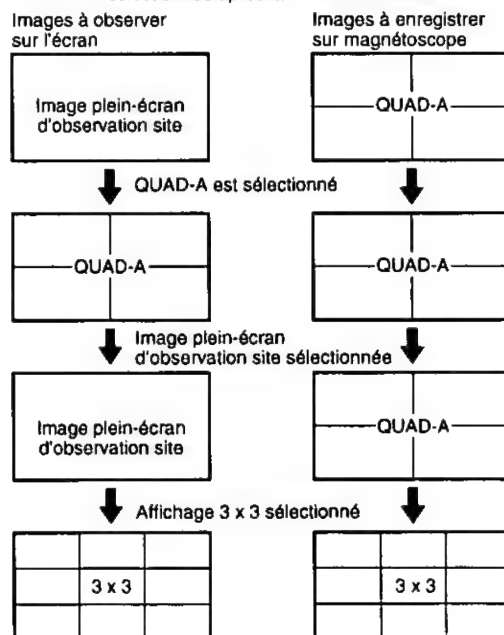 Images à observer
sur l'écran
Images à enregistrer
sur magnétoscope
Image plein-écran
d'observation site
QUAD-A
QUAD-A est sélectionné
QUAD-A
QUAD-A
Image plein-écran
d'observation site sélectionnée
Image plein-écran
d'observation site
QUAD-A
Affichage 3 x 3 sélectionné
3 x 3
3 x 3